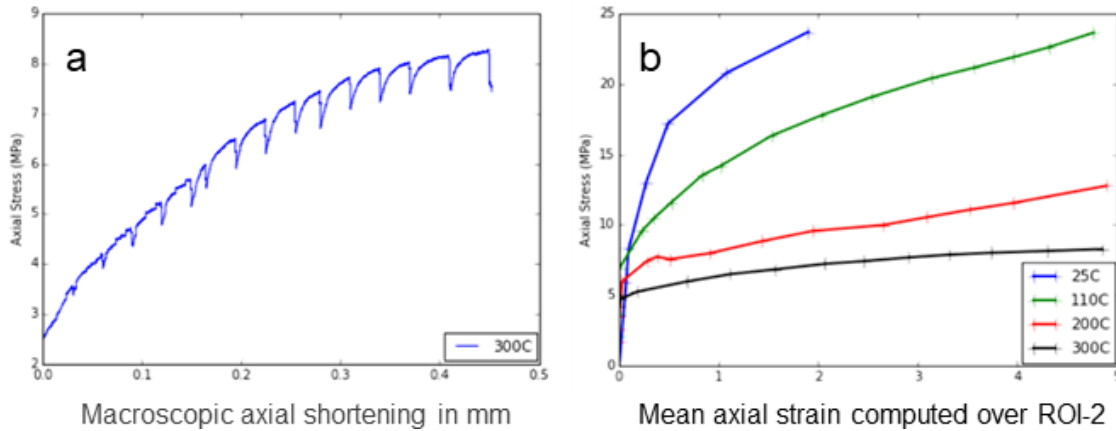 a
Axial Stress (MPa)
9
8
7
6
5
4
3
2
0.0 0.1 0.2 0.3 0.4 0.5
300C
Macroscopic axial shortening in mm
b
Axial Stress (MPa)
25
20
15
10
5
0
0 1 2 3 4 5
25C
110C
200C
300C
Mean axial strain computed over ROI-2